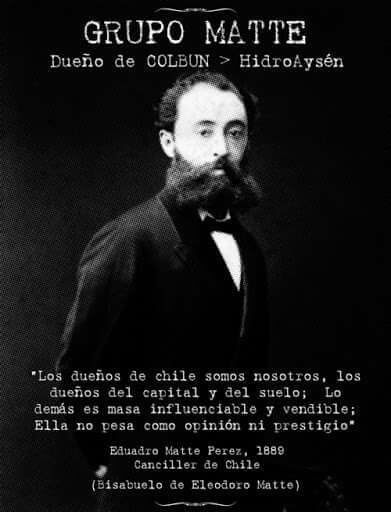 GRUPO MATTE
Dueño de COLBUN > HidroAysén
"Los dueños de chile somos nosotros, los
dueños del capital y del suelo; Lo
demás es masa influenciable y vendible;
Ella no pesa como opinión ni prestigio"
Eduadro Matte Perez, 1889
Canciller de Chile
(Bisabuelo de Eleodoro Matte)